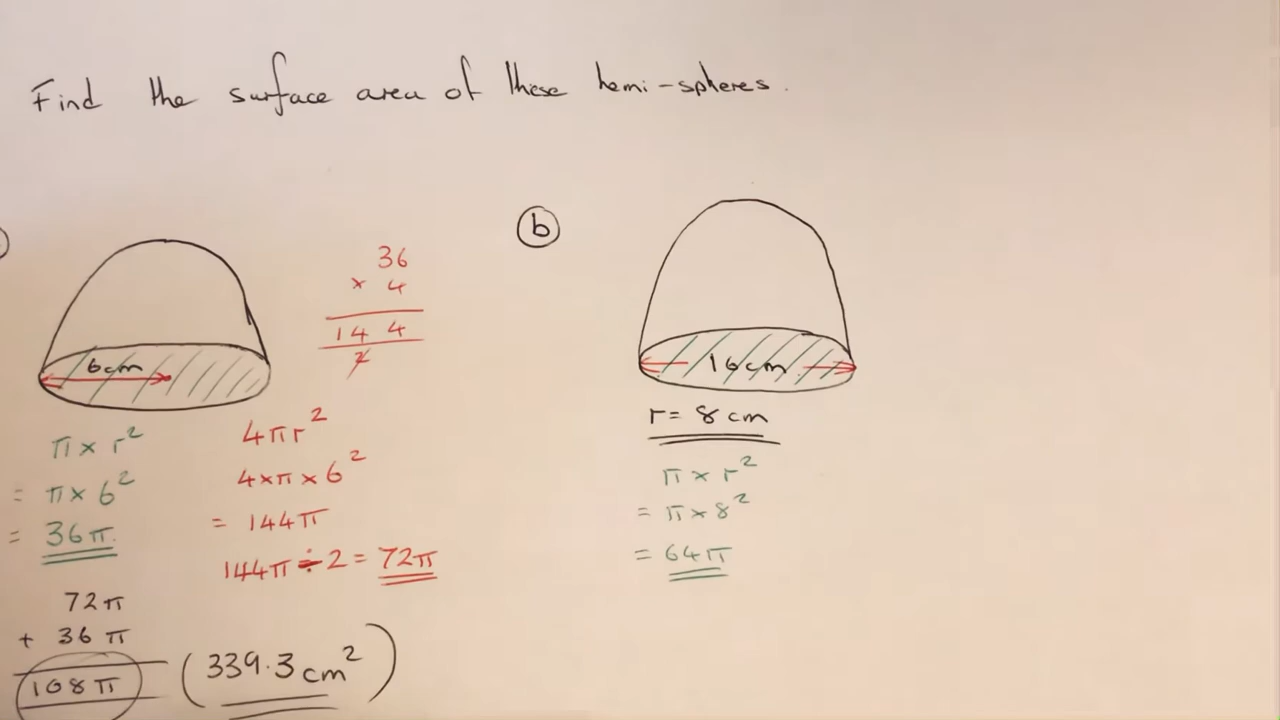 Find the surface area of these hemi-spheres.
6cm
π × r²
= π × 6²
= 36π.
36
× 4
144
2
4πr²
4×π×6²
= 144π
144π ÷ 2 = 72π
72π
+ 36π
108π
(339.3 cm²)
b
16cm
r = 8 cm
π × r²
= π × 8²
= 64π